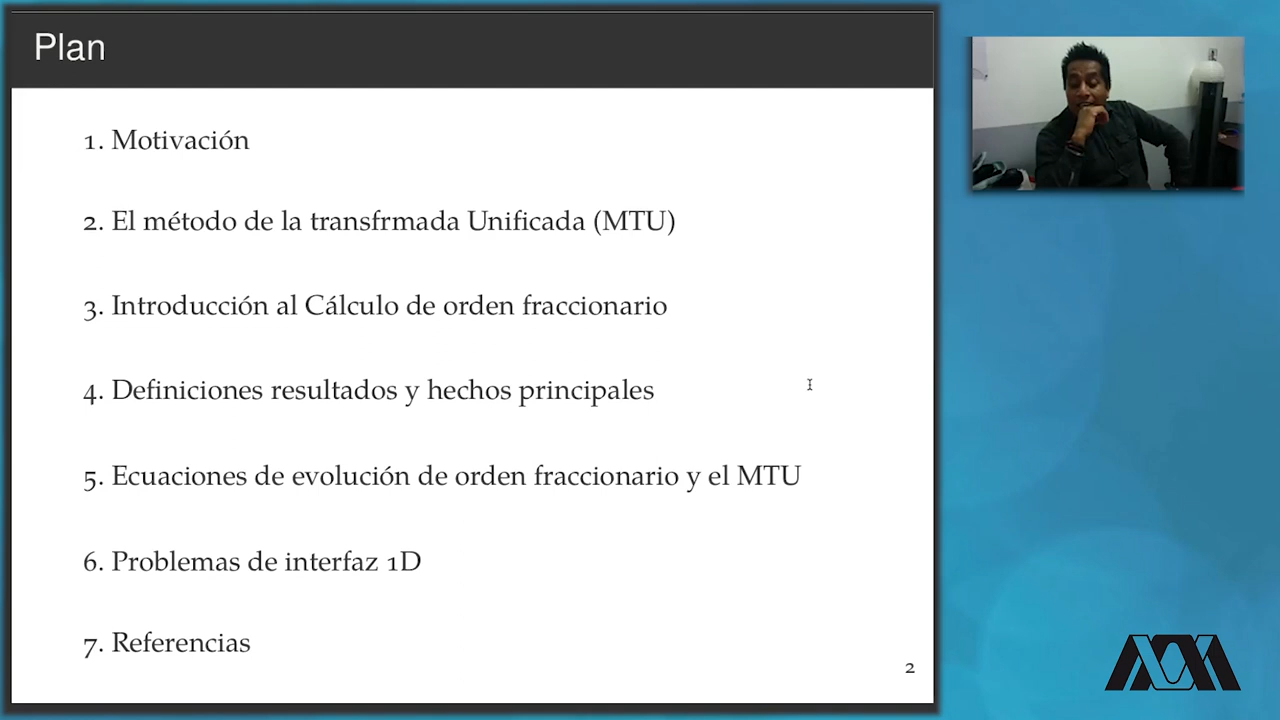 Plan
1. Motivación
2. El método de la transfrmada Unificada (MTU)
3. Introducción al Cálculo de orden fraccionario
4. Definiciones resultados y hechos principales
5. Ecuaciones de evolución de orden fraccionario y el MTU
6. Problemas de interfaz 1D
7. Referencias
2